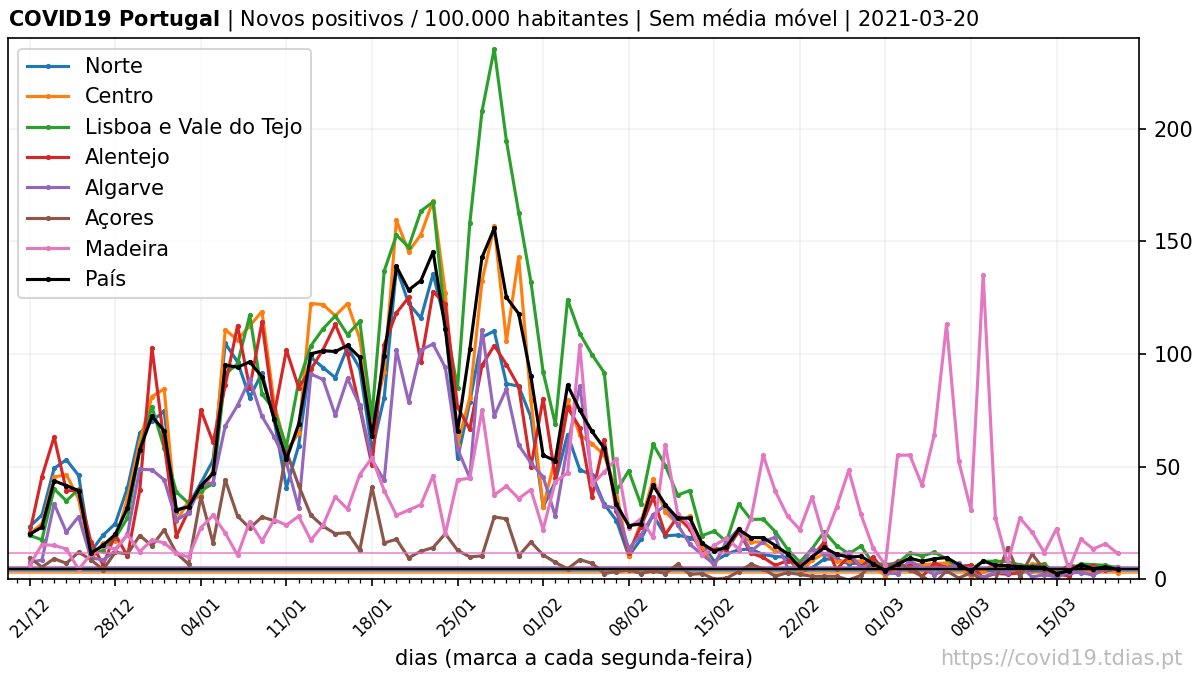 COVID19 Portugal | Novos positivos / 100.000 habitantes | Sem média móvel | 2021-03-20
Norte
Centro
Lisboa e Vale do Tejo
Alentejo
Algarve
Açores
Madeira
País
200
150
100
50
0
21/12
28/12
04/01
11/01
18/01
25/01
01/02
08/02
15/02
22/02
01/03
08/03
15/03
dias (marca a cada segunda-feira)
https://covid19.tdias.pt